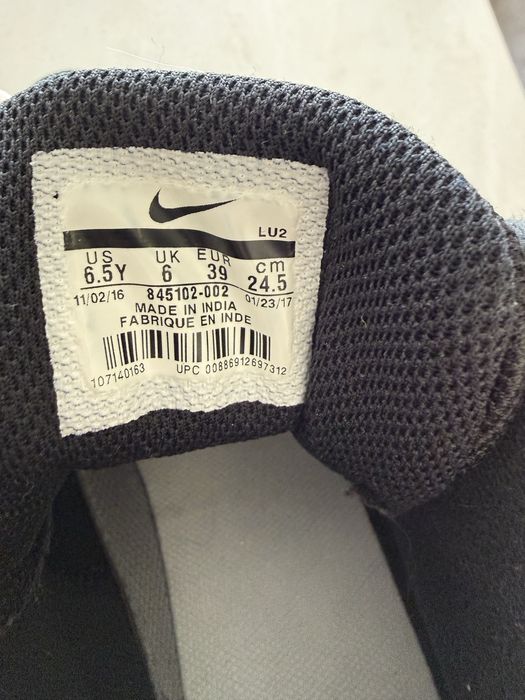 LU2
US UK EUR cm
6.5Y 6 39 24.5
11/02/16 845102-002 01/23/17
MADE IN INDIA
FABRIQUE EN INDE
107140163 UPC 00886912697312